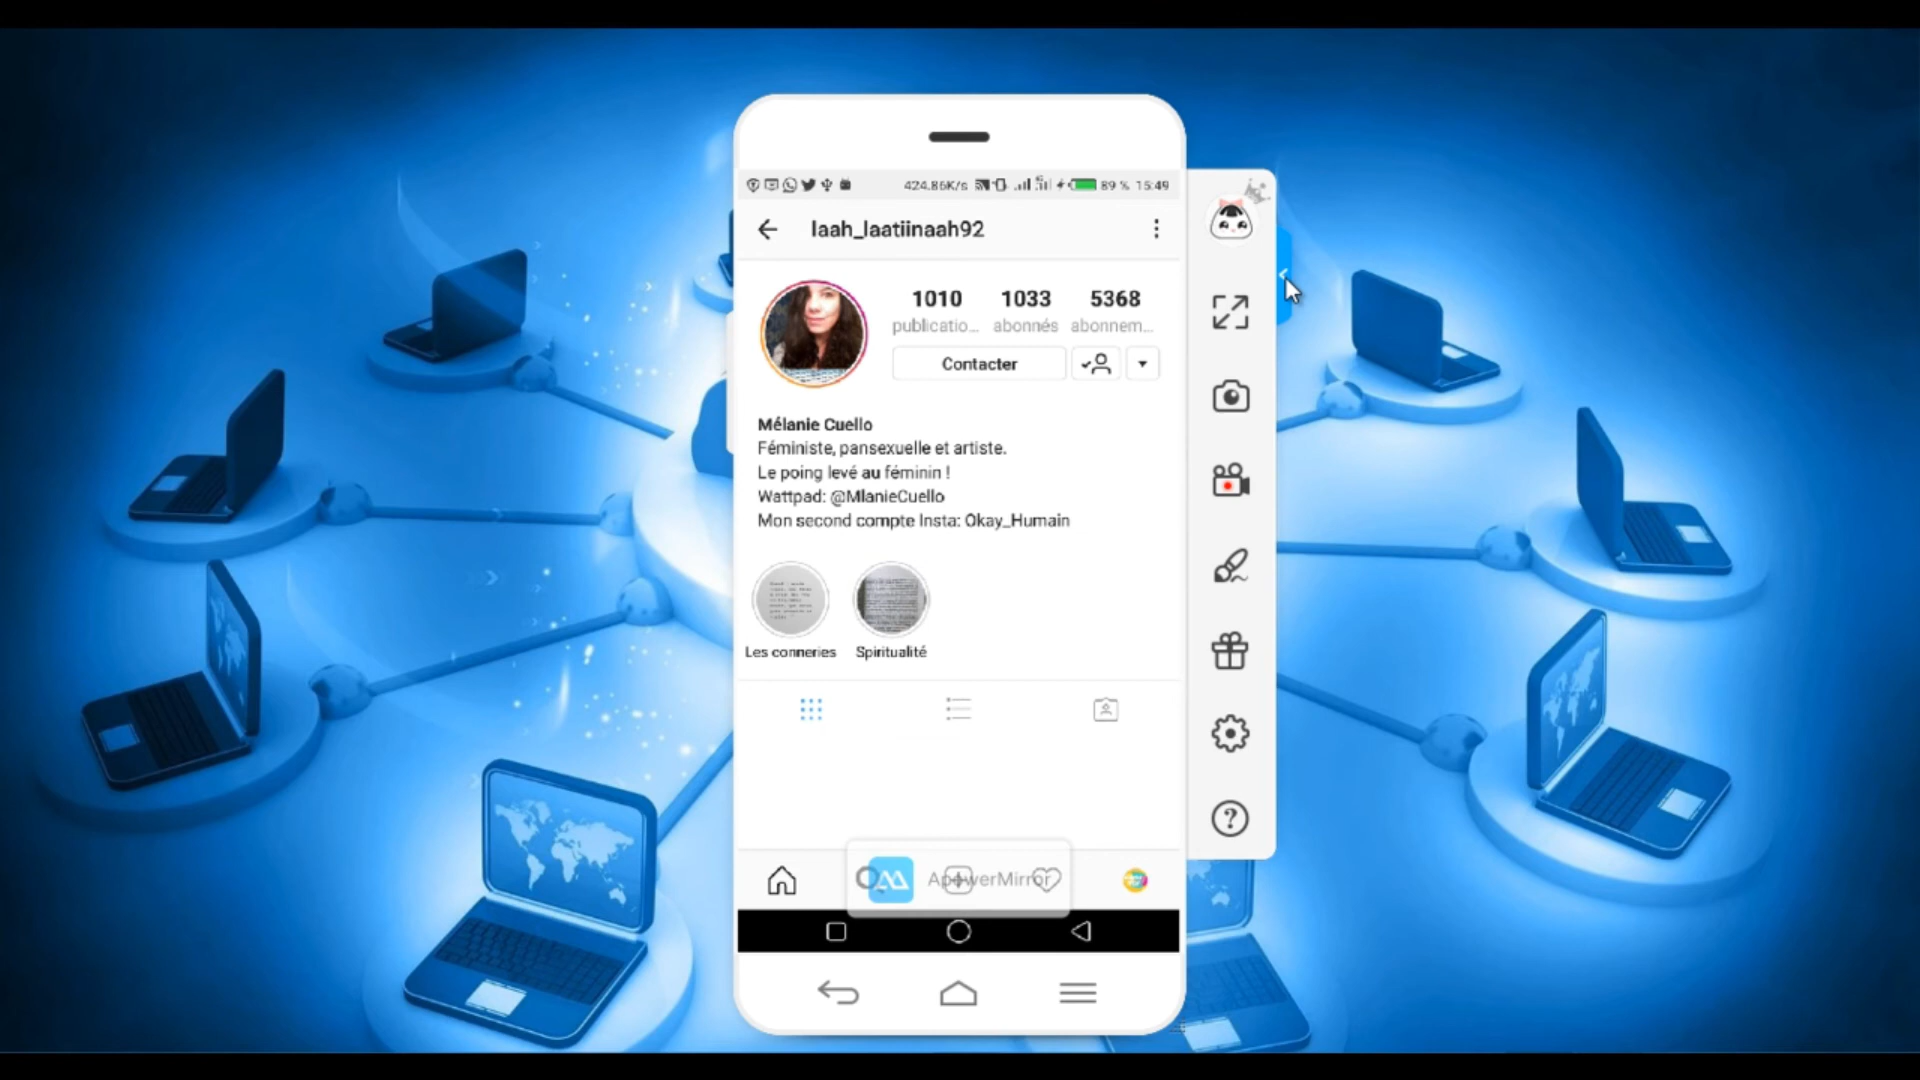 424.86K/s 89 % 15:49
laah_laatiinaah92
1010 1033 5368
publicatio... abonnés abonnem...
Contacter
Mélanie Cuello
Féministe, pansexuelle et artiste.
Le poing levé au féminin !
Wattpad: @MlanieCuello
Mon second compte Insta: Okay_Humain
Les conneries Spiritualité
ApowerMirror